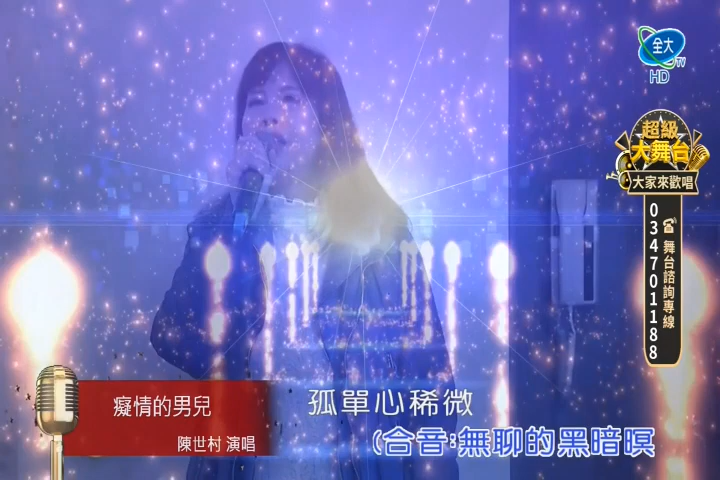 全大
TV
HD
超級
大舞台
大家來歡唱
舞台諮詢專線
034701188
癡情的男兒
陳世村 演唱
孤單心稀微
(合音:無聊的黑暗暝